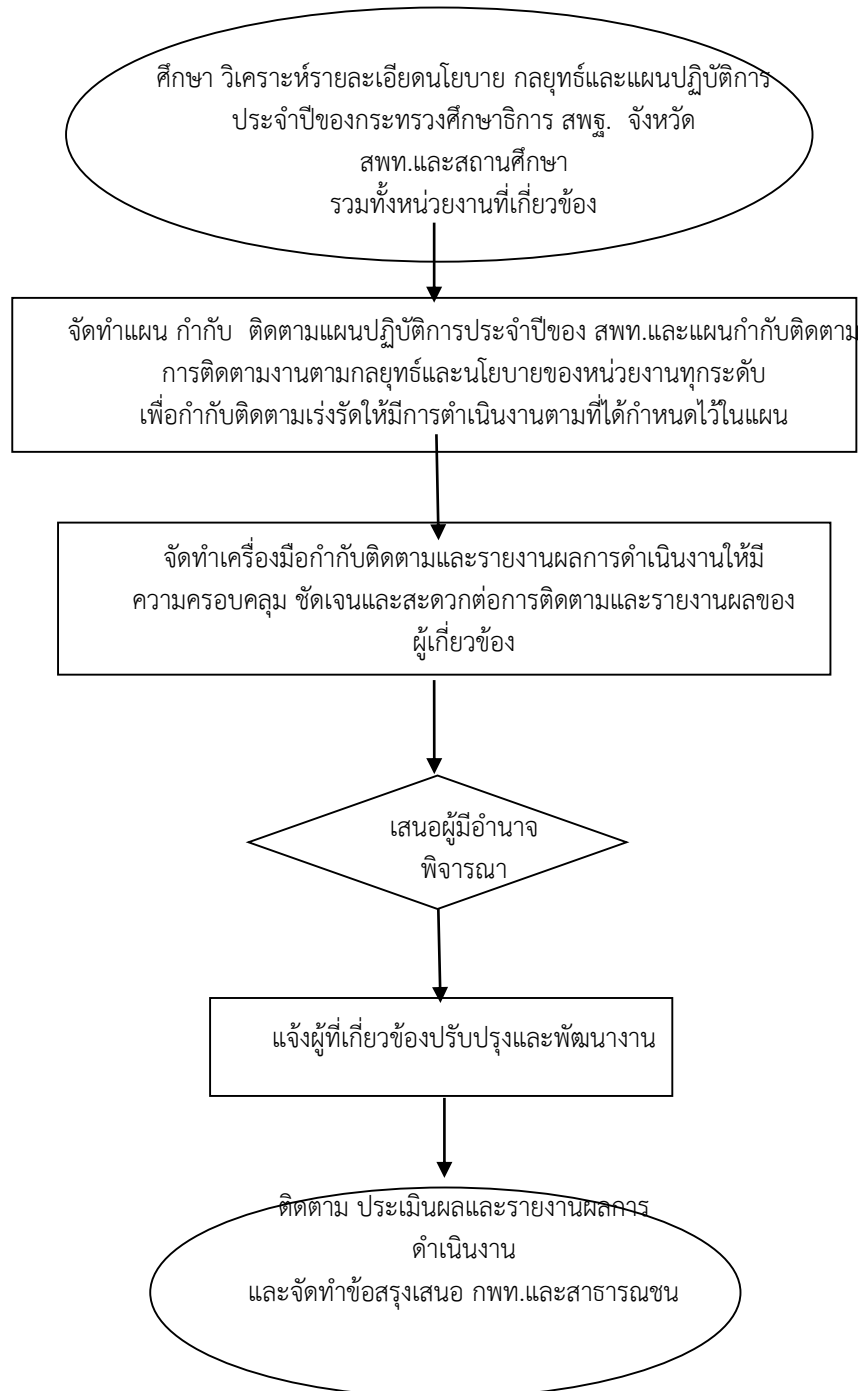 ศึกษา วิเคราะห์รายละเอียดนโยบาย กลยุทธ์และแผนปฏิบัติการ
ประจำปีของกระทรวงศึกษาธิการ สพฐ. จังหวัด
สพท.และสถานศึกษา
รวมทั้งหน่วยงานที่เกี่ยวข้อง
จัดทำแผน กำกับ ติดตามแผนปฏิบัติการประจำปีของ สพท.และแผนกำกับติดตาม
การติดตามงานตามกลยุทธ์และนโยบายของหน่วยงานทุกระดับ
เพื่อกำกับติดตามเร่งรัดให้มีการดำเนินงานตามที่ได้กำหนดไว้ในแผน
จัดทำเครื่องมือกำกับติดตามและรายงานผลการดำเนินงานให้มี
ความครอบคลุม ชัดเจนและสะดวกต่อการติดตามและรายงานผลของ
ผู้เกี่ยวข้อง
เสนอผู้มีอำนาจ
พิจารณา
แจ้งผู้ที่เกี่ยวข้องปรับปรุงและพัฒนางาน
ติดตาม ประเมินผลและรายงานผลการ
ดำเนินงาน
และจัดทำข้อสรุงเสนอ กพท.และสาธารณชน